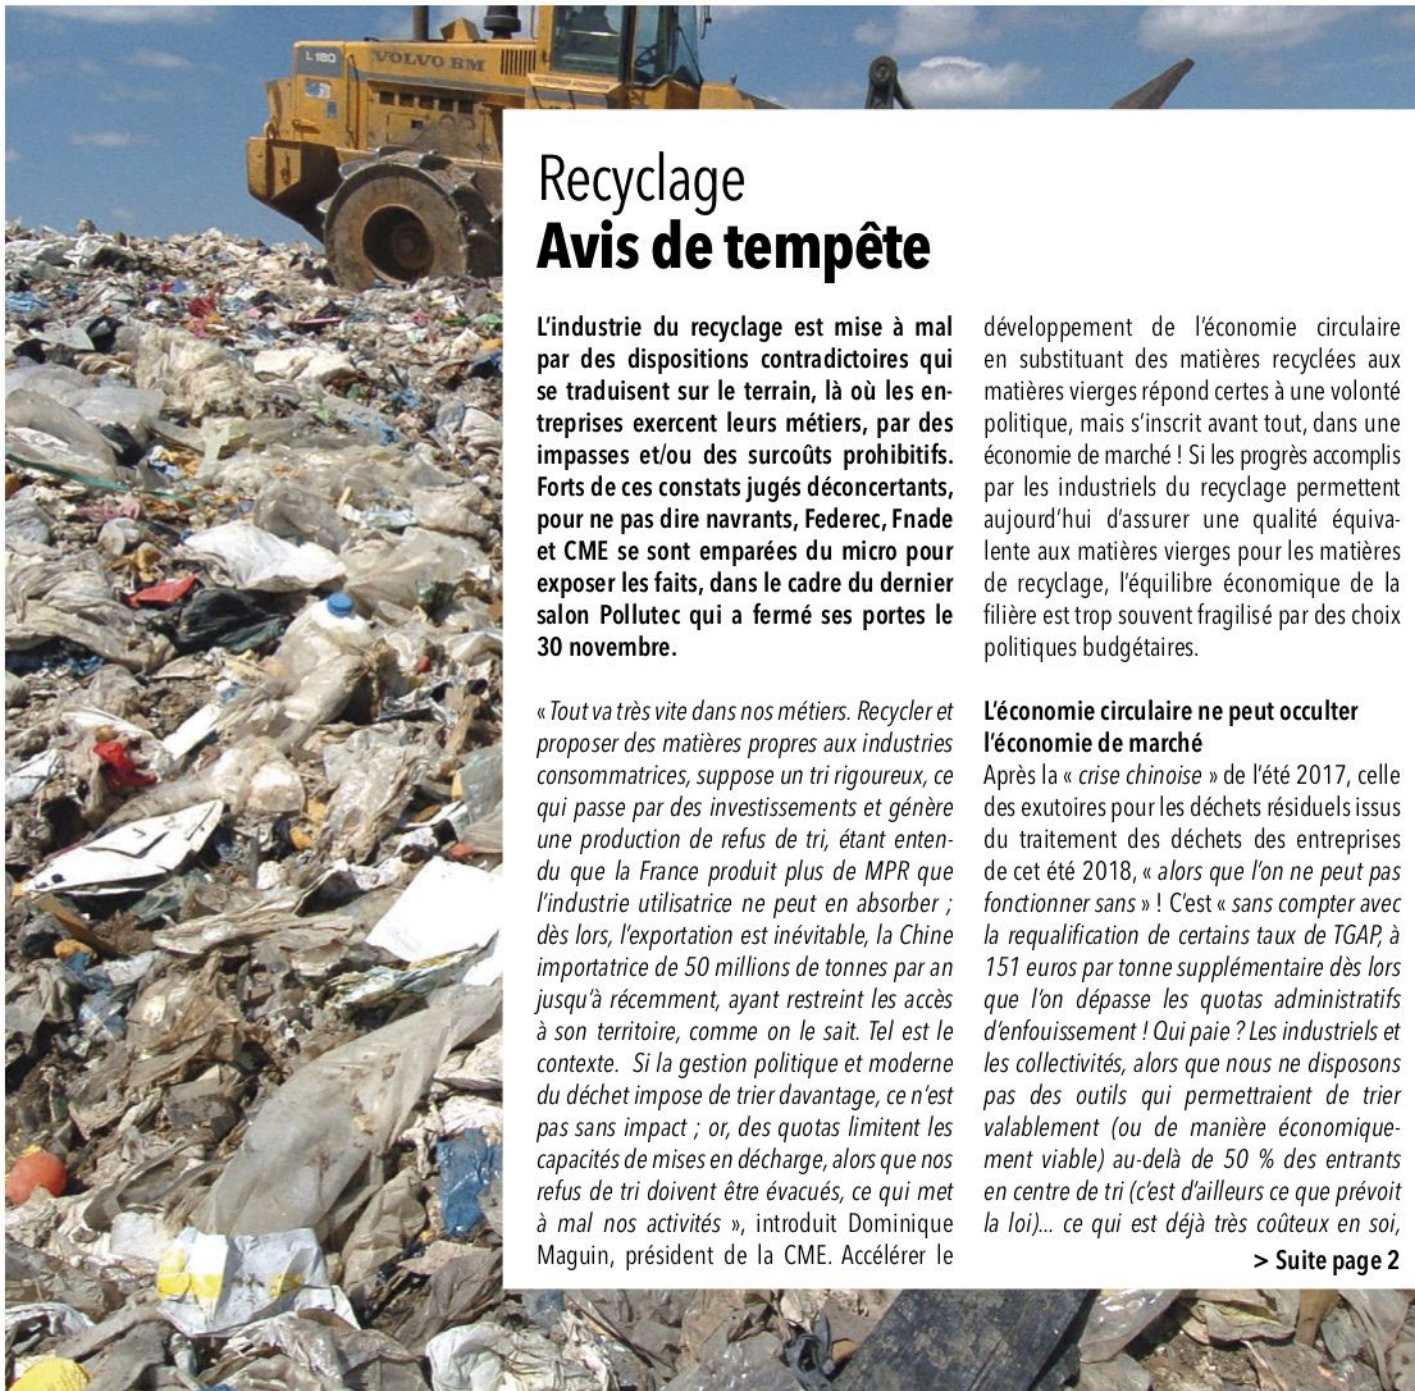 L 180
VOLVO BM
Recyclage
Avis de tempête
L'industrie du recyclage est mise à mal
par des dispositions contradictoires qui
se traduisent sur le terrain, là où les en-
treprises exercent leurs métiers, par des
impasses et/ou des surcoûts prohibitifs.
Forts de ces constats jugés déconcertants,
pour ne pas dire navrants, Federec, Fnade
et CME se sont emparées du micro pour
exposer les faits, dans le cadre du dernier
salon Pollutec qui a fermé ses portes le
30 novembre.
« Tout va très vite dans nos métiers. Recycler et
proposer des matières propres aux industries
consommatrices, suppose un tri rigoureux, ce
qui passe par des investissements et génère
une production de refus de tri, étant enten-
du que la France produit plus de MPR que
l'industrie utilisatrice ne peut en absorber ;
dès lors, l'exportation est inévitable, la Chine
importatrice de 50 millions de tonnes par an
jusqu'à récemment, ayant restreint les accès
à son territoire, comme on le sait. Tel est le
contexte. Si la gestion politique et moderne
du déchet impose de trier davantage, ce n'est
pas sans impact ; or, des quotas limitent les
capacités de mises en décharge, alors que nos
refus de tri doivent être évacués, ce qui met
à mal nos activités », introduit Dominique
Maguin, président de la CME. Accélérer le
développement de l'économie circulaire
en substituant des matières recyclées aux
matières vierges répond certes à une volonté
politique, mais s'inscrit avant tout, dans une
économie de marché ! Si les progrès accomplis
par les industriels du recyclage permettent
aujourd'hui d'assurer une qualité équiva-
lente aux matières vierges pour les matières
de recyclage, l'équilibre économique de la
filière est trop souvent fragilisé par des choix
politiques budgétaires.
L'économie circulaire ne peut occulter
l'économie de marché
Après la « crise chinoise » de l'été 2017, celle
des exutoires pour les déchets résiduels issus
du traitement des déchets des entreprises
de cet été 2018, « alors que l'on ne peut pas
fonctionner sans » ! C'est « sans compter avec
la requalification de certains taux de TGAP, à
151 euros par tonne supplémentaire dès lors
que l'on dépasse les quotas administratifs
d'enfouissement ! Qui paie ? Les industriels et
les collectivités, alors que nous ne disposons
pas des outils qui permettraient de trier
valablement (ou de manière économique-
ment viable) au-delà de 50 % des entrants
en centre de tri (c'est d'ailleurs ce que prévoit
la loi)... ce qui est déjà très coûteux en soi,
> Suite page 2